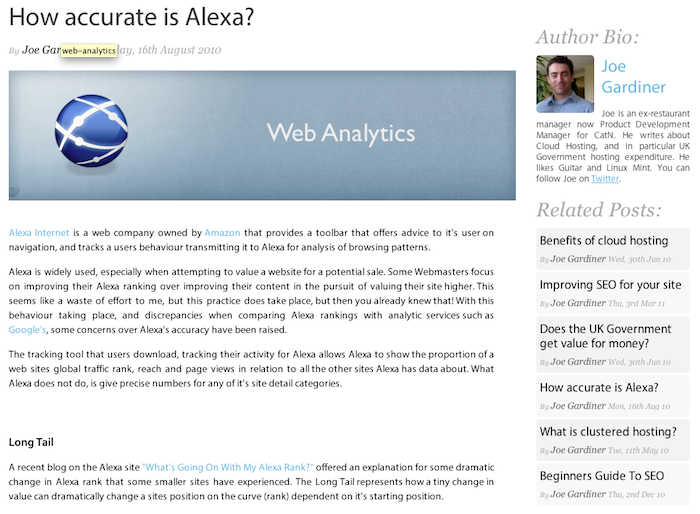 How accurate is Alexa?
By Joe Gar web-analytics ay, 16th August 2010
Web Analytics
Alexa Internet is a web company owned by Amazon that provides a toolbar that offers advice to it's user on
navigation, and tracks a users behaviour transmitting it to Alexa for analysis of browsing patterns.
Alexa is widely used, especially when attempting to value a website for a potential sale. Some Webmasters focus
on improving their Alexa ranking over improving their content in the pursuit of valuing their site higher. This
seems like a waste of effort to me, but this practice does take place, but then you already knew that! With this
behaviour taking place, and discrepancies when comparing Alexa rankings with analytic services such as
Google's, some concerns over Alexa's accuracy have been raised.
The tracking tool that users download, tracking their activity for Alexa allows Alexa to show the proportion of a
web sites global traffic rank, reach and page views in relation to all the other sites Alexa has data about. What
Alexa does not do, is give precise numbers for any of it's site detail categories.
Long Tail
A recent blog on the Alexa site "What's Going On With My Alexa Rank?" offered an explanation for some dramatic
change in Alexa rank that some smaller sites have experienced. The Long Tail represents how a tiny change in
value can dramatically change a sites position on the curve (rank) dependent on it's starting position.
Author Bio:
Joe
Gardiner
Joe is an ex-restaurant
manager now Product Development
Manager for CatN. He writes about
Cloud Hosting, and in particular UK
Government hosting expenditure. He
likes Guitar and Linux Mint. You can
follow Joe on Twitter.
Related Posts:
Benefits of cloud hosting
By Joe Gardiner Wed, 30th Jun 10
Improving SEO for your site
By Joe Gardiner Thu, 3rd Mar 11
Does the UK Government
get value for money?
By Joe Gardiner Wed, 30th Jun 10
How accurate is Alexa?
By Joe Gardiner Mon, 16th Aug 10
What is clustered hosting?
By Joe Gardiner Tue, 11th May 10
Beginners Guide To SEO
By Joe Gardiner Thu, 2nd Dec 10